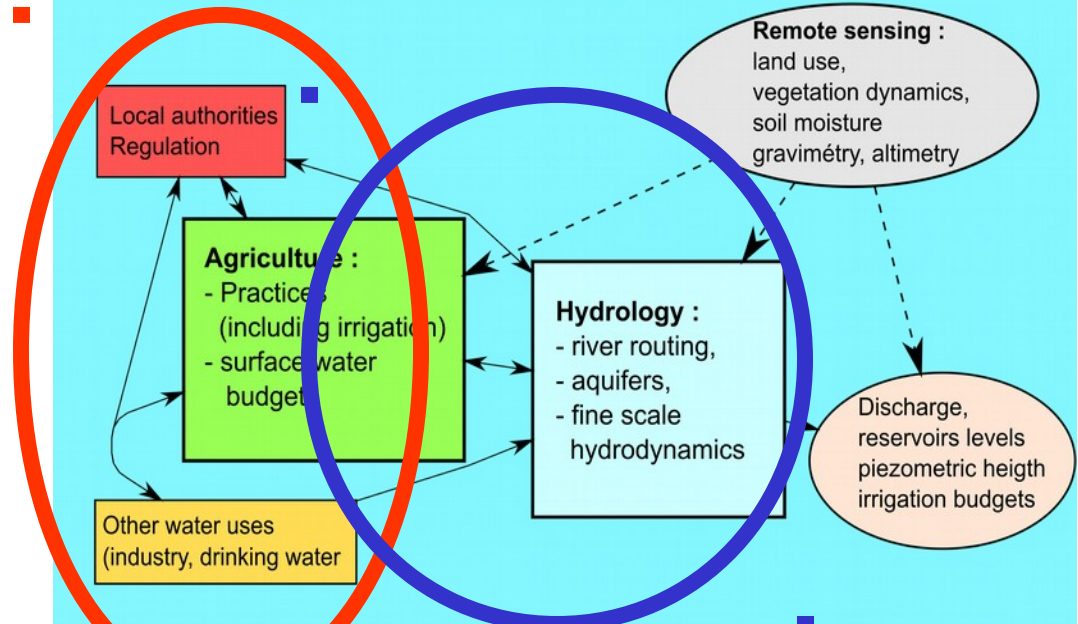 Remote sensing :
land use,
vegetation dynamics,
soil moisture
gravimétry, altimetry
Local authorities
Regulation
Agriculture :
- Practices
(including irrigation)
- surface water
budget
Hydrology :
- river routing,
- aquifers,
- fine scale
hydrodynamics
Discharge,
reservoirs levels
piezometric heigth
irrigation budgets
Other water uses
(industry, drinking water